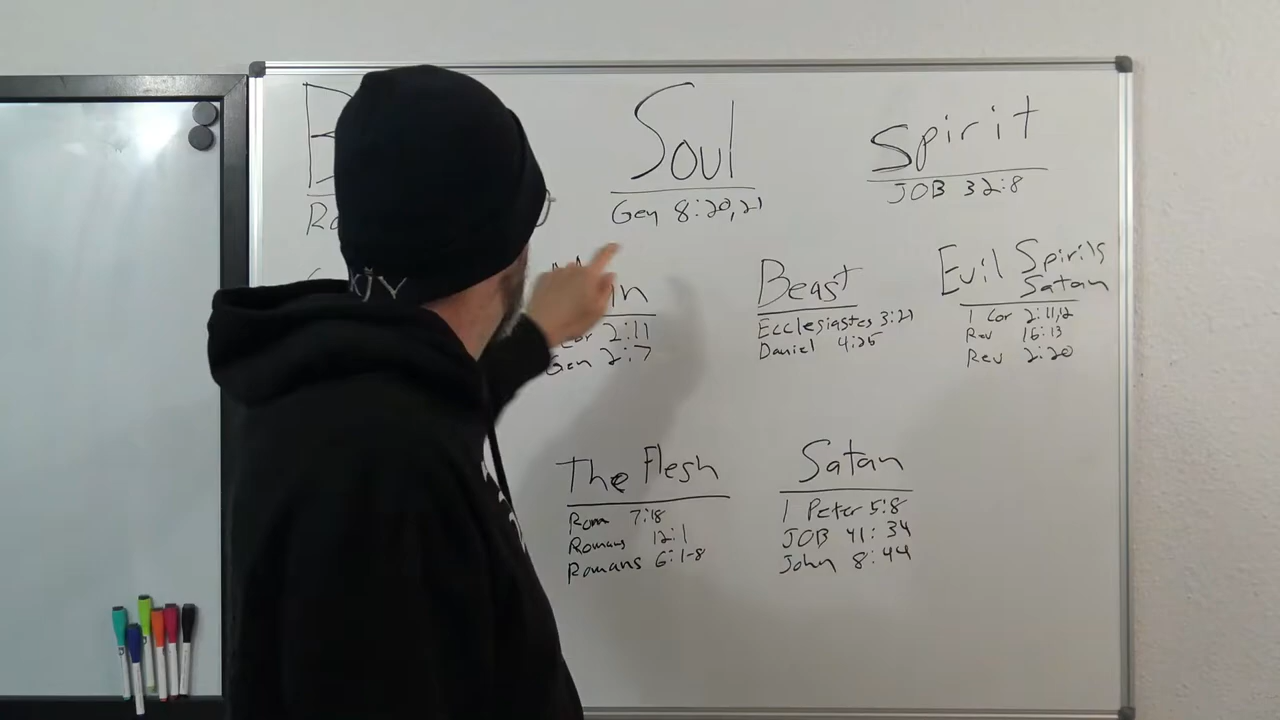 Soul
Gen 8:20,21
Spirit
JOB 32:8
Beast
Ecclesiastes 3:21
Daniel 4:25
Evil Spirits
Satan
1 Cor 2:11,12
Rev 16:13
Rev 2:20
2:11
Gen 2:7
The Flesh
Rom 7:18
Romans 12:1
Romans 6:1-8
Satan
1 Peter 5:8
JOB 41:34
John 8:44
kjv